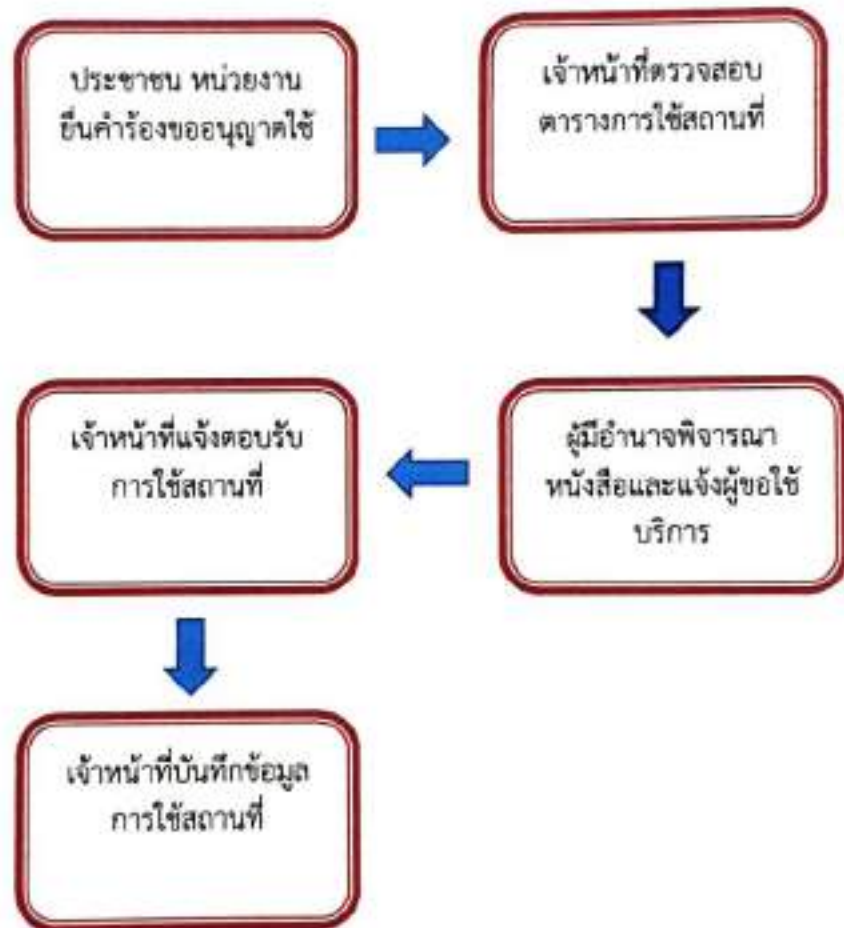 ประชาชน หน่วยงาน
ยื่นคำร้องขออนุญาตใช้
เจ้าหน้าที่ตรวจสอบ
ตารางการใช้สถานที่
ผู้มีอำนาจพิจารณา
หนังสือและแจ้งผู้ขอใช้
บริการ
เจ้าหน้าที่แจ้งตอบรับ
การใช้สถานที่
เจ้าหน้าที่บันทึกข้อมูล
การใช้สถานที่